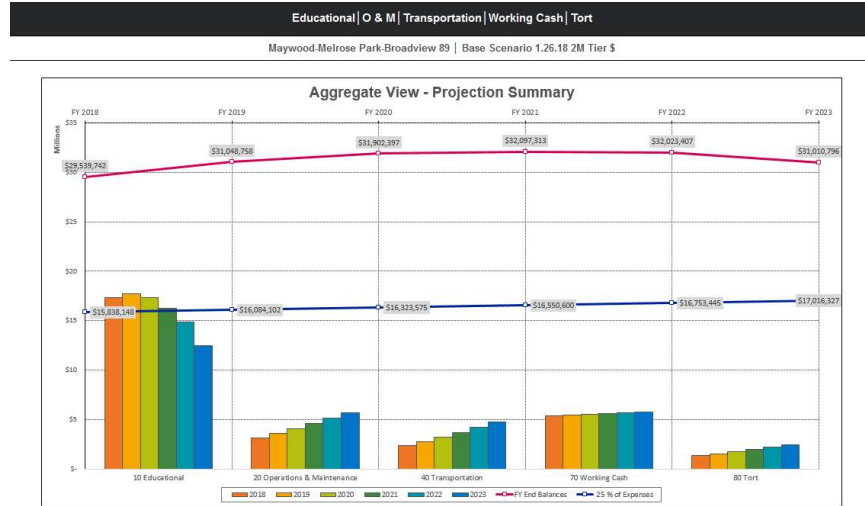 Educational | O & M | Transportation | Working Cash | Tort
Maywood-Melrose Park-Broadview 89 | Base Scenario 1.26.18 2M Tier $
Aggregate View - Projection Summary
FY 2018 FY 2019 FY 2020 FY 2021 FY 2022 FY 2023
Millions
$35
$30
$25
$20
$15
$10
$5
$-
$29,539,742 $31,048,758 $31,902,397 $32,097,313 $32,023,407 $31,010,796
$15,838,148 $16,084,102 $16,323,575 $16,550,600 $16,753,445 $17,016,327
10 Educational 20 Operations & Maintenance 40 Transportation 70 Working Cash 80 Tort
2018 2019 2020 2021 2022 2023 FY End Balances 25 % of Expenses